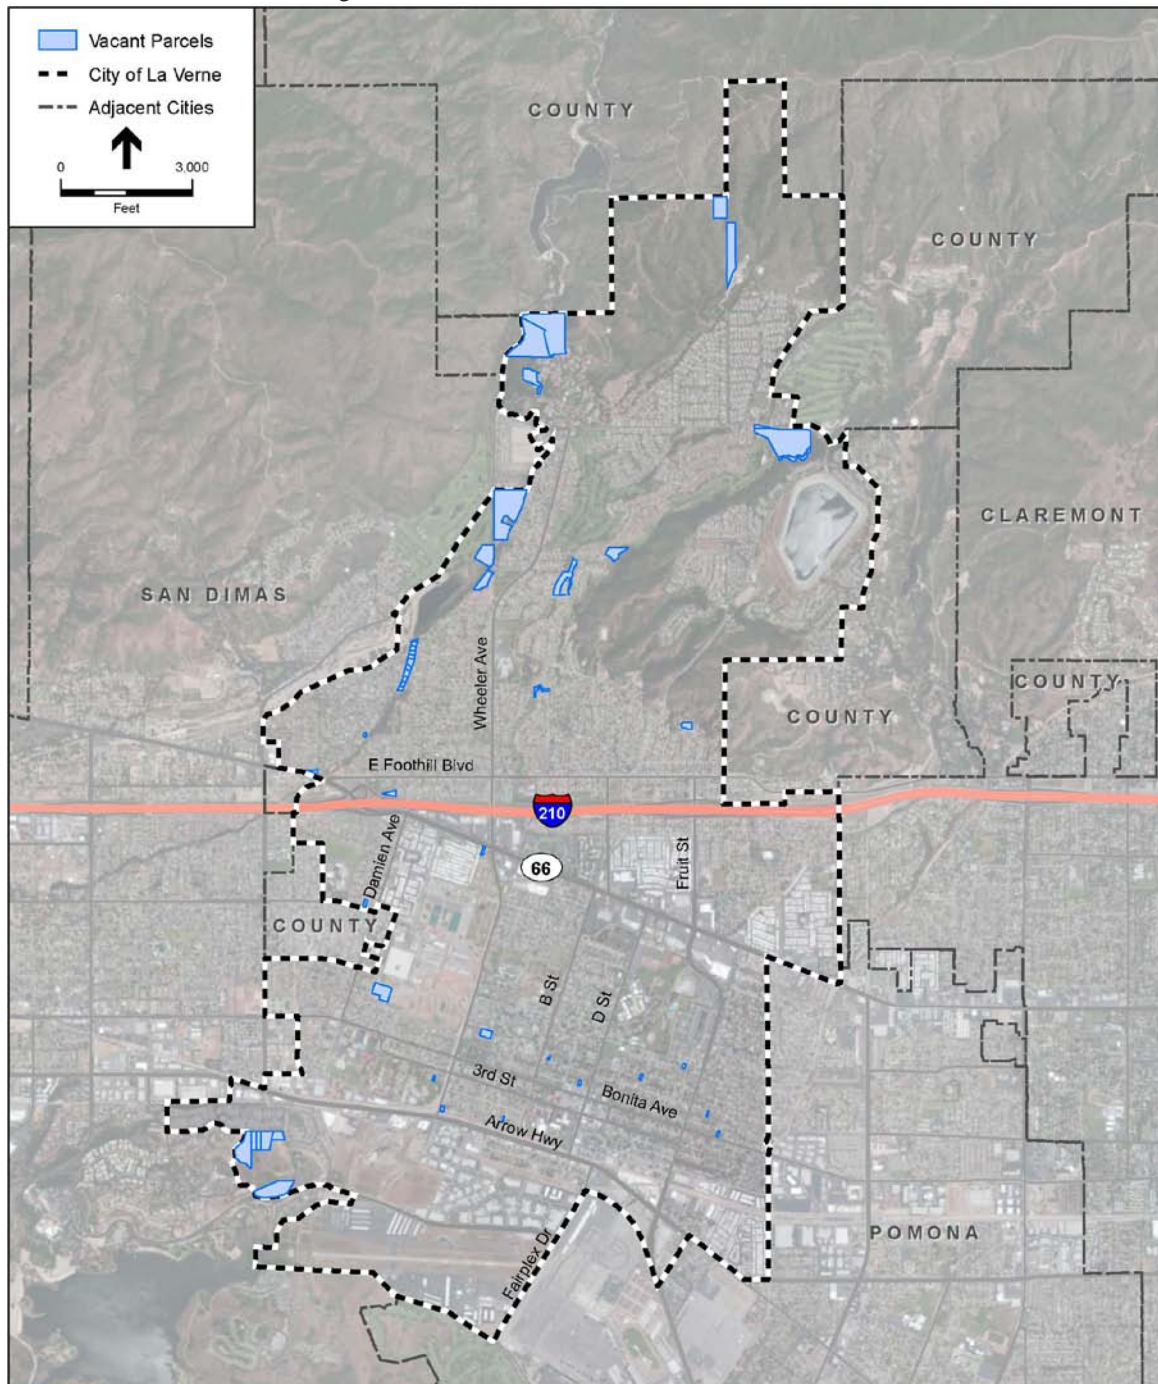 Vacant Parcels
City of La Verne
Adjacent Cities
0 3,000
Feet
COUNTY
COUNTY
CLAREMONT
SAN DIMAS
Wheeler Ave
COUNTY
COUNTY
E Foothill Blvd
210
Damien Ave
66
Fruit St
COUNTY
B St
D St
3rd St
Bonita Ave
Arrow Hwy
POMONA
Fairplex Dr